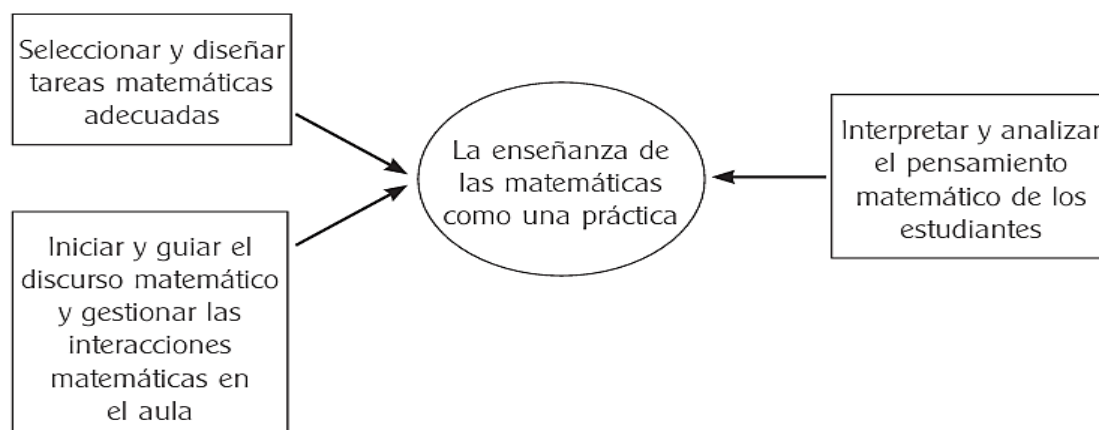 Seleccionar y diseñar
tareas matemáticas
adecuadas
Iniciar y guiar el
discurso matemático
y gestionar las
interacciones
matemáticas en
el aula
La enseñanza de
las matemáticas
como una práctica
Interpretar y analizar
el pensamiento
matemático de los
estudiantes